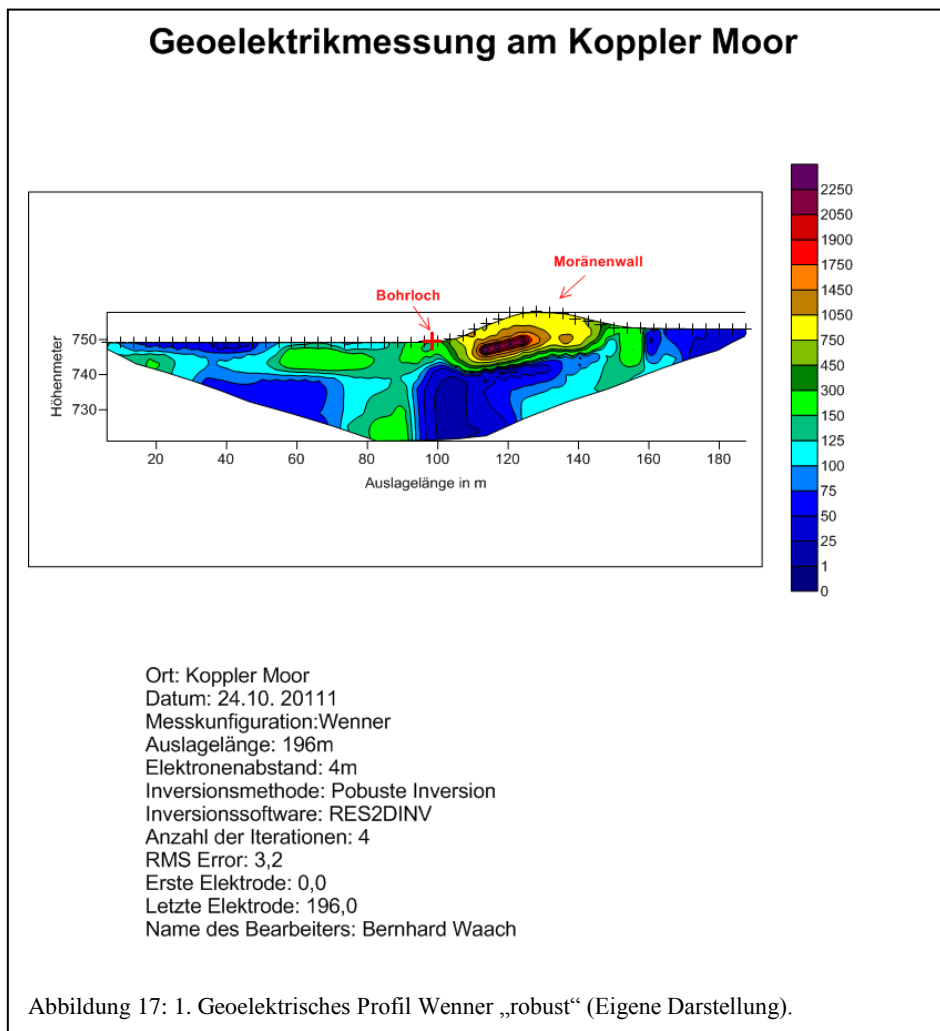 Geoelektrikmessung am Koppler Moor
Moränenwall
Bohrloch
Höhenmeter
750
740
730
20 40 60 80 100 120 140 160 180
Auslagelänge in m
2250
2050
1900
1750
1450
1050
750
450
300
150
125
100
75
50
25
1
0
Ort: Koppler Moor
Datum: 24.10. 20111
Messkunfiguration:Wenner
Auslagelänge: 196m
Elektronenabstand: 4m
Inversionsmethode: Pobuste Inversion
Inversionssoftware: RES2DINV
Anzahl der Iterationen: 4
RMS Error: 3,2
Erste Elektrode: 0,0
Letzte Elektrode: 196,0
Name des Bearbeiters: Bernhard Waach
Abbildung 17: 1. Geoelektrisches Profil Wenner „robust“ (Eigene Darstellung).